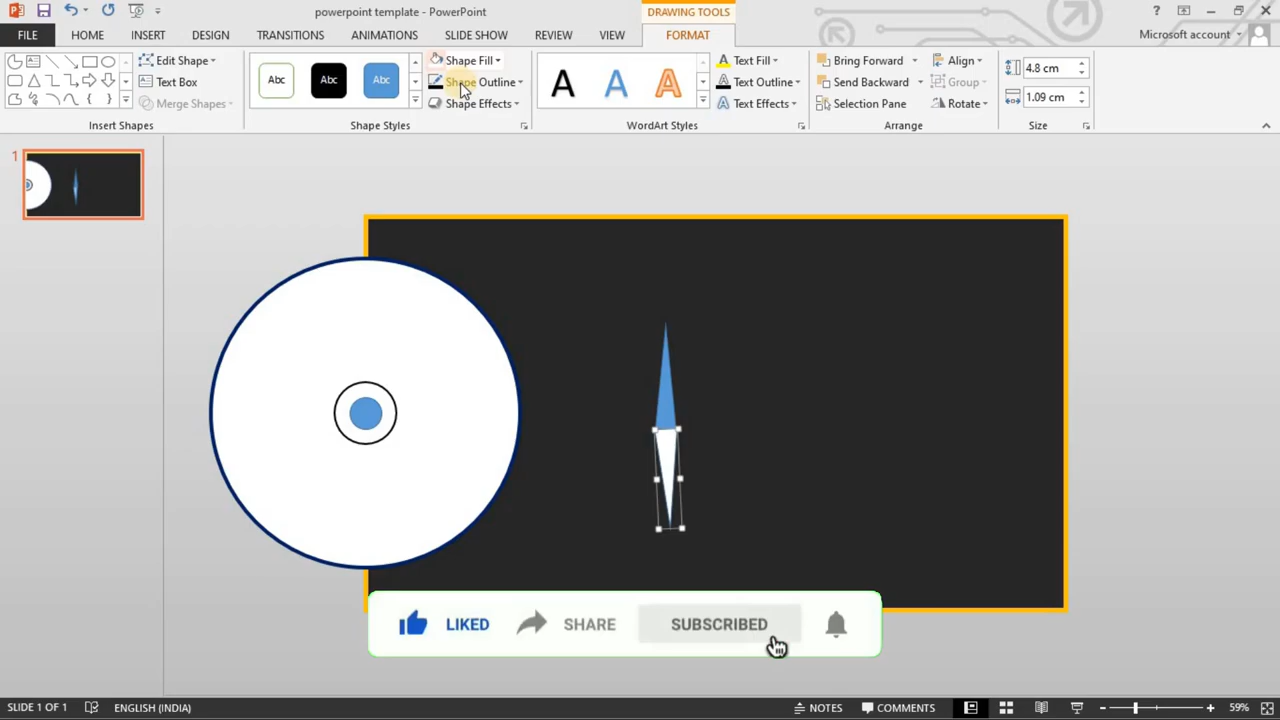 powerpoint template - PowerPoint
DRAWING TOOLS
?
FILE HOME INSERT DESIGN TRANSITIONS ANIMATIONS SLIDE SHOW REVIEW VIEW FORMAT Microsoft account
Edit Shape
Text Box
Merge Shapes
Insert Shapes
Abc Abc Abc
Shape Fill
Shape Outline
Shape Effects
Shape Styles
A A A
Text Fill
Text Outline
Text Effects
WordArt Styles
Bring Forward
Send Backward
Selection Pane
Align
Group
Rotate
Arrange
4.8 cm
1.09 cm
Size
1
LIKED SHARE SUBSCRIBED
SLIDE 1 OF 1 ENGLISH (INDIA) NOTES COMMENTS 59%